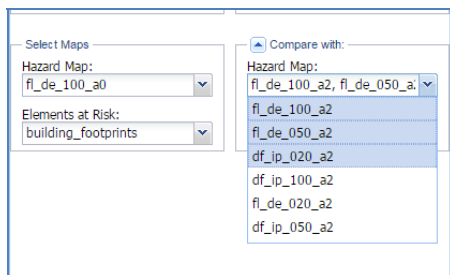 Select Maps
Hazard Map:
fl_de_100_a0
Elements at Risk:
building_footprints
Compare with:
Hazard Map:
fl_de_100_a2, fl_de_050_a
fl_de_100_a2
fl_de_050_a2
df_ip_020_a2
df_ip_100_a2
fl_de_020_a2
df_ip_050_a2